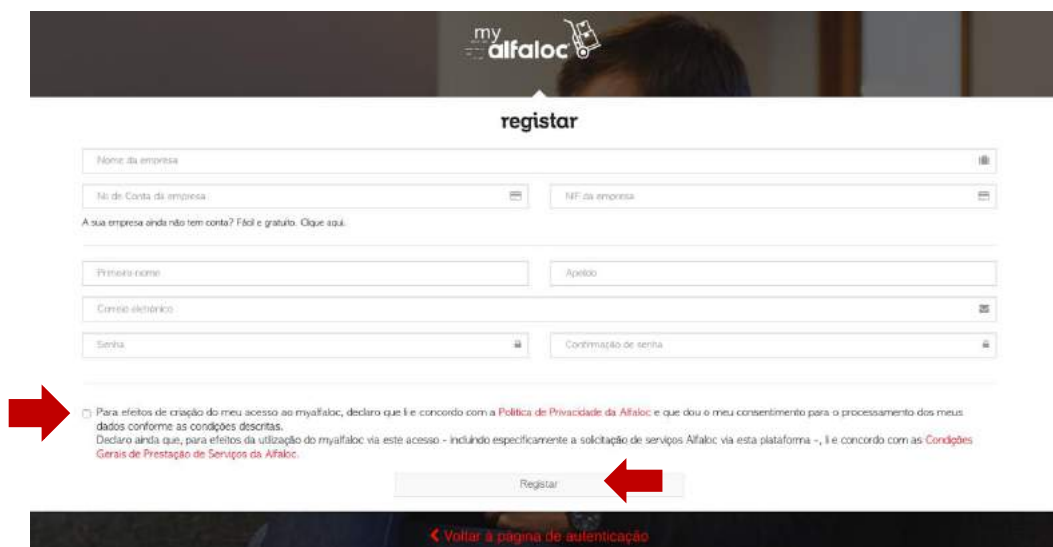 my
alfaloc
registar
Nome da empresa
No de Conta da empresa
NIF da empresa
A sua empresa ainda não tem conta? Fácil e gratuito. Clique aqui.
Primeiro nome
Apelido
Correio eletrónico
Senha
Confirmação de senha
Para efeitos de criação do meu acesso ao myalfaloc, declaro que li e concordo com a Política de Privacidade da Alfaloc e que dou o meu consentimento para o processamento dos meus
dados conforme as condições descritas.
Declaro ainda que, para efeitos da utilização do myalfaloc via este acesso - incluindo especificamente a solicitação de serviços Alfaloc via esta plataforma -, li e concordo com as Condições
Gerais de Prestação de Serviços da Alfaloc.
Registar
Voltar à página de autenticação